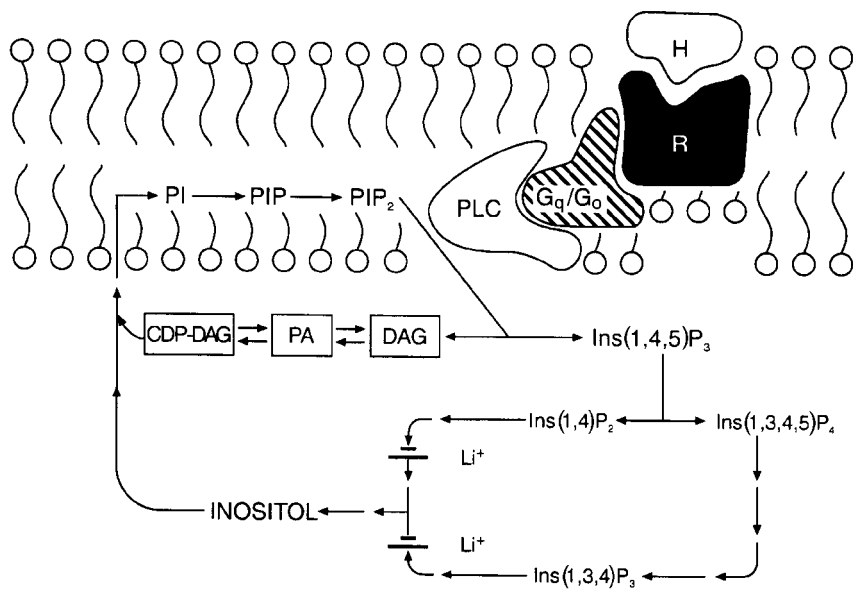 H
R
PI PIP PIP₂ PLC Gq/Go
CDP-DAG PA DAG Ins(1,4,5)P₃
Ins(1,4)P₂ Ins(1,3,4,5)P₄
Li⁺
INOSITOL
Li⁺
Ins(1,3,4)P₃